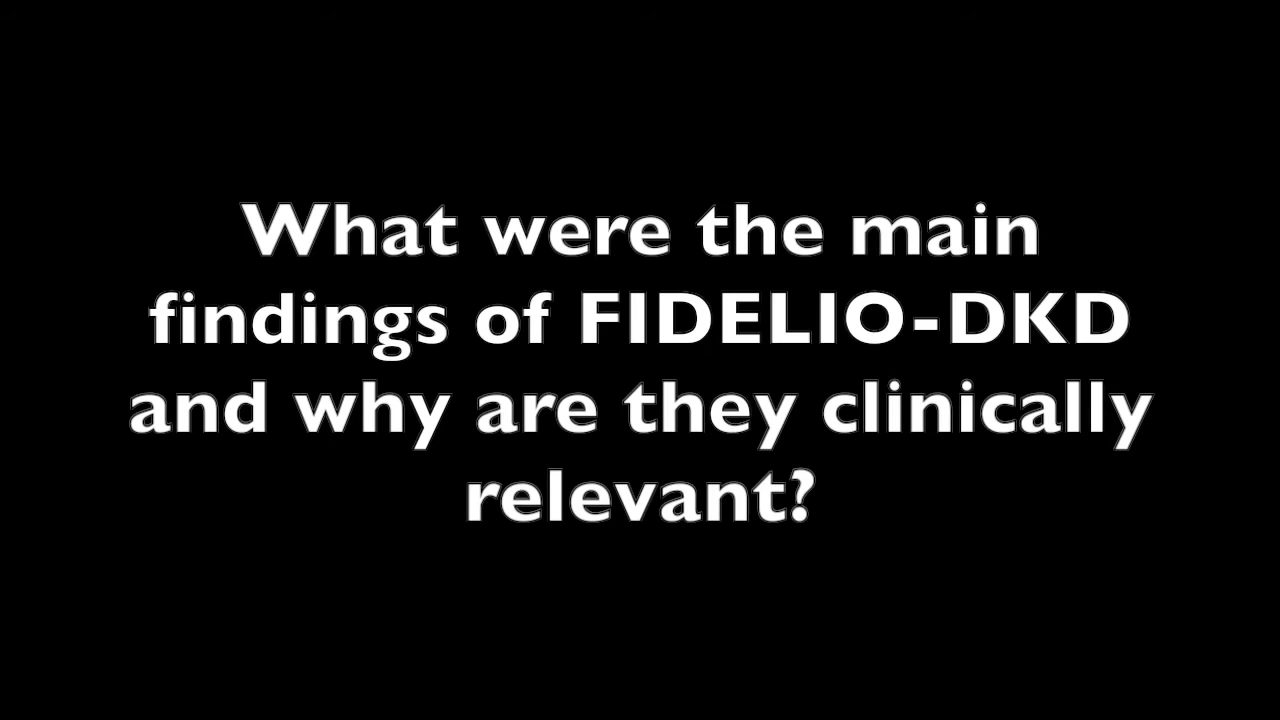 What were the main
findings of FIDELIO-DKD
and why are they clinically
relevant?